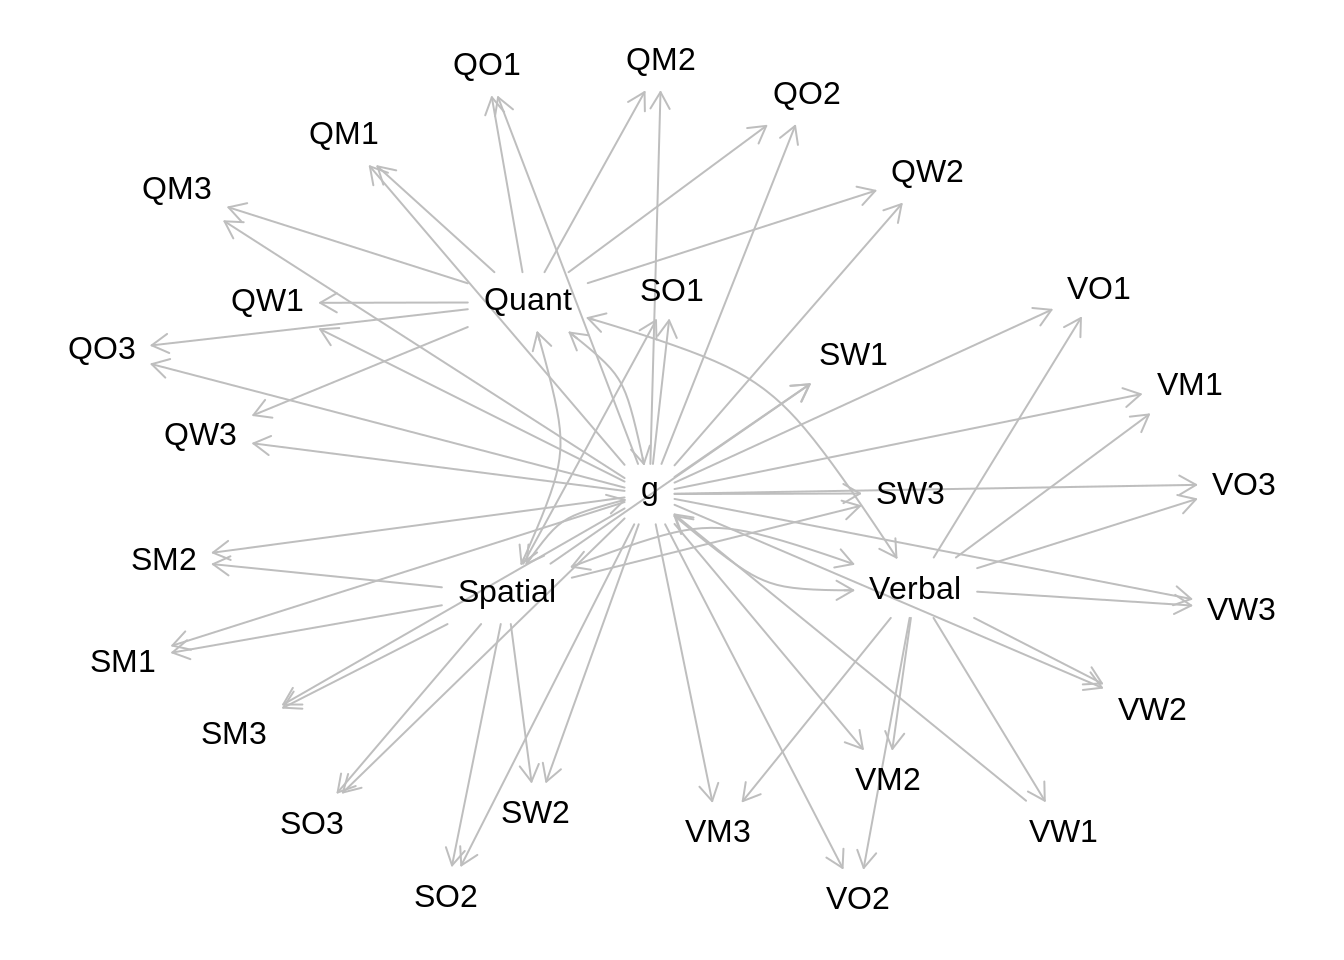 QM2
QO1
QO2
QM1
QW2
QM3
VO1
SO1
Quant
QW1
QO3
SW1
VM1
QW3
VO3
g
SW3
SM2
Verbal
Spatial
VW3
SM1
VW2
SM3
VM2
SW2
SO3
VM3
VW1
SO2
VO2